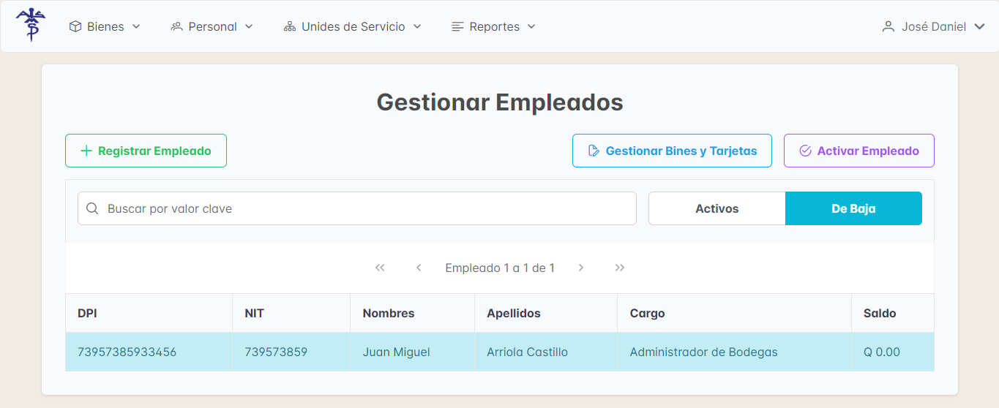 Bienes Personal Unides de Servicio Reportes José Daniel
Gestionar Empleados
Registrar Empleado Gestionar Bines y Tarjetas Activar Empleado
Buscar por valor clave Activos De Baja
Empleado 1 a 1 de 1
DPI NIT Nombres Apellidos Cargo Saldo
73957385933456 739573859 Juan Miguel Arriola Castillo Administrador de Bodegas Q 0.00